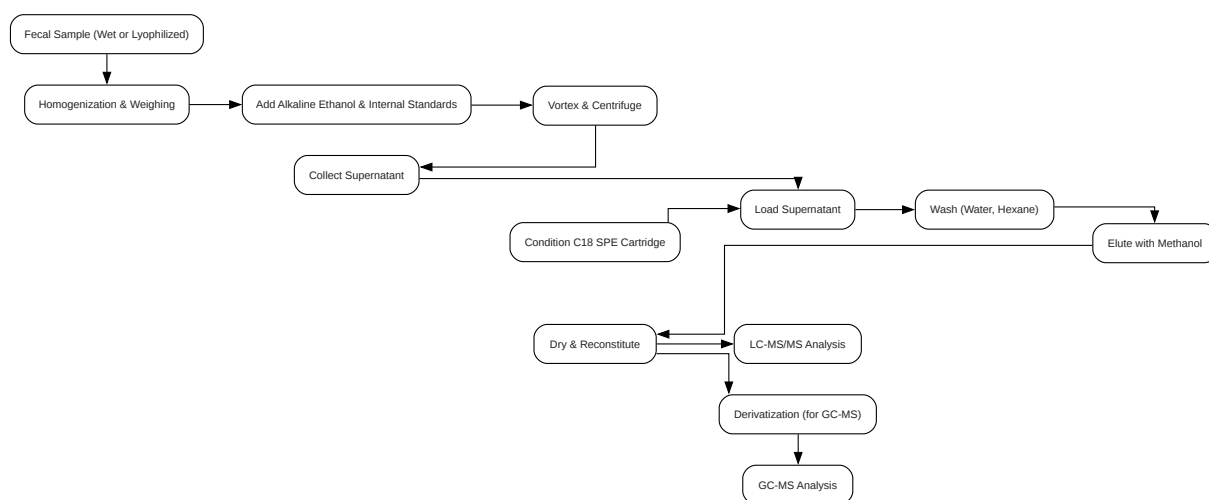 Fecal Sample (Wet or Lyophilized)
Homogenization & Weighing
Add Alkaline Ethanol & Internal Standards
Vortex & Centrifuge
Collect Supernatant
Load Supernatant
Wash (Water, Hexane)
Condition C18 SPE Cartridge
Elute with Methanol
Dry & Reconstitute
LC-MS/MS Analysis
Derivatization (for GC-MS)
GC-MS Analysis